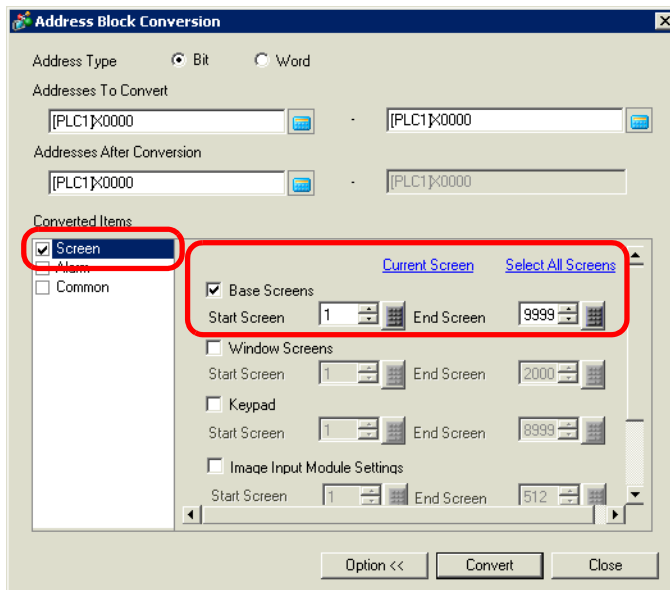 Address Block Conversion
Address Type Bit Word
Addresses To Convert
[PLC1]X0000 - [PLC1]X0000
Addresses After Conversion
[PLC1]X0000 - [PLC1]X0000
Converted Items
Screen
Alarm
Common
Current Screen Select All Screens
Base Screens
Start Screen 1 End Screen 9999
Window Screens
Start Screen 1 End Screen 2000
Keypad
Start Screen 1 End Screen 8999
Image Input Module Settings
Start Screen 1 End Screen 512
Option << Convert Close